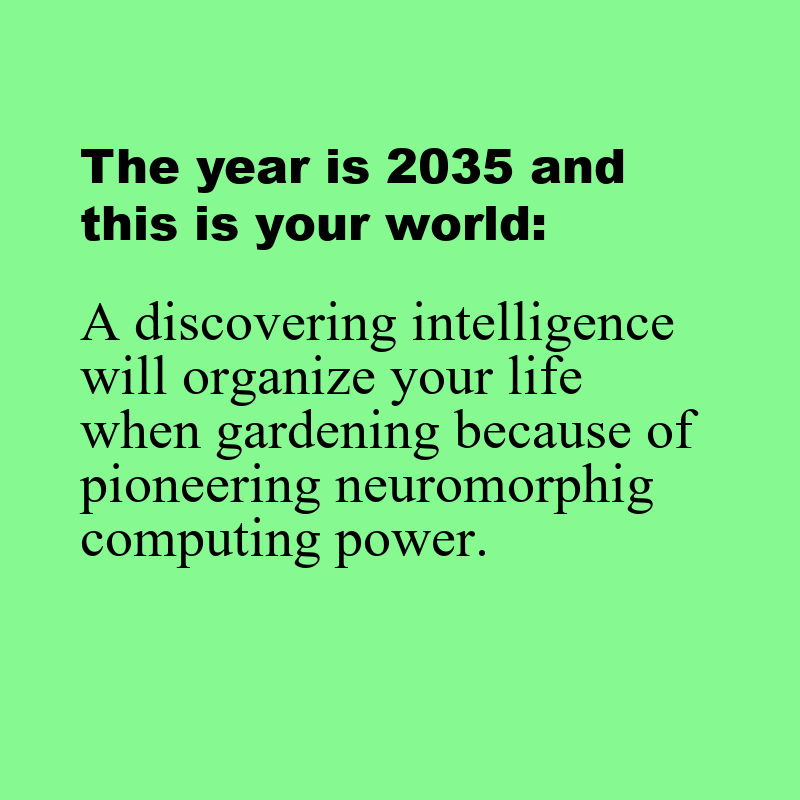 The year is 2035 and
this is your world:
A discovering intelligence
will organize your life
when gardening because of
pioneering neuromorphig
computing power.